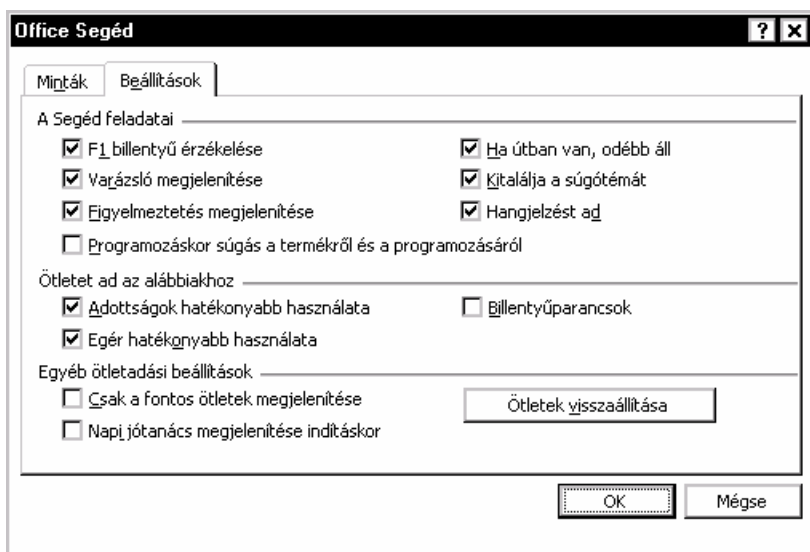 Office Segéd
Minták Beállítások
A Segéd feladatai
F1 billentyű érzékelése Ha útban van, odébb áll
Varázsló megjelenítése Kitalálja a súgótémát
Figyelmeztetés megjelenítése Hangjelzést ad
Programozáskor súgás a termékről és a programozásáról
Ötletet ad az alábbiakhoz
Adottságok hatékonyabb használata Billentyűparancsok
Egér hatékonyabb használata
Egyéb ötletadási beállítások
Csak a fontos ötletek megjelenítése Ötletek visszaállítása
Napi jótanács megjelenítése indításkor
OK Mégse